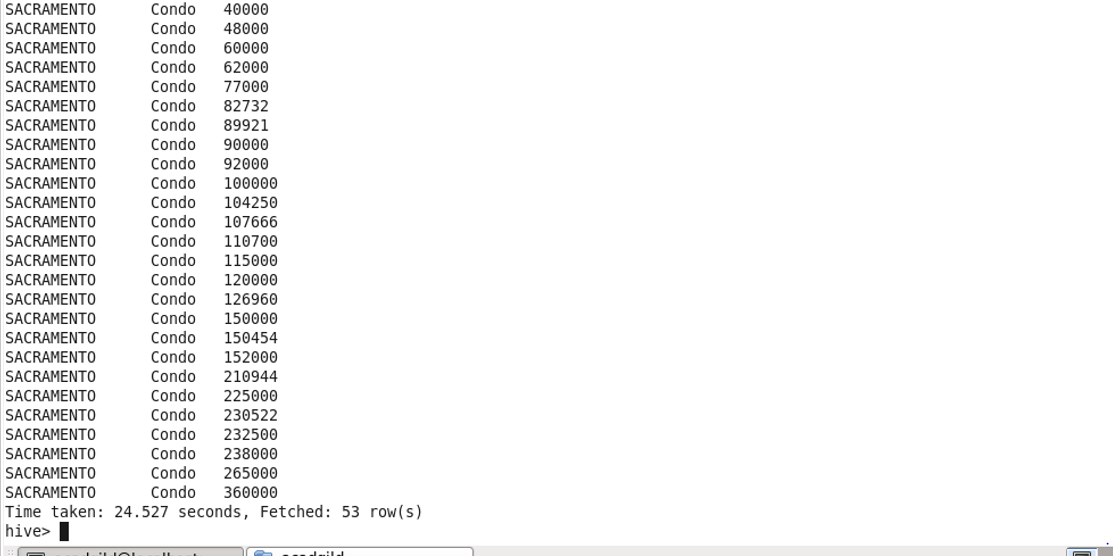 SACRAMENTO Condo 40000
SACRAMENTO Condo 48000
SACRAMENTO Condo 60000
SACRAMENTO Condo 62000
SACRAMENTO Condo 77000
SACRAMENTO Condo 82732
SACRAMENTO Condo 89921
SACRAMENTO Condo 90000
SACRAMENTO Condo 92000
SACRAMENTO Condo 100000
SACRAMENTO Condo 104250
SACRAMENTO Condo 107666
SACRAMENTO Condo 110700
SACRAMENTO Condo 115000
SACRAMENTO Condo 120000
SACRAMENTO Condo 126960
SACRAMENTO Condo 150000
SACRAMENTO Condo 150454
SACRAMENTO Condo 152000
SACRAMENTO Condo 210944
SACRAMENTO Condo 225000
SACRAMENTO Condo 230522
SACRAMENTO Condo 232500
SACRAMENTO Condo 238000
SACRAMENTO Condo 265000
SACRAMENTO Condo 360000
Time taken: 24.527 seconds, Fetched: 53 row(s)
hive>